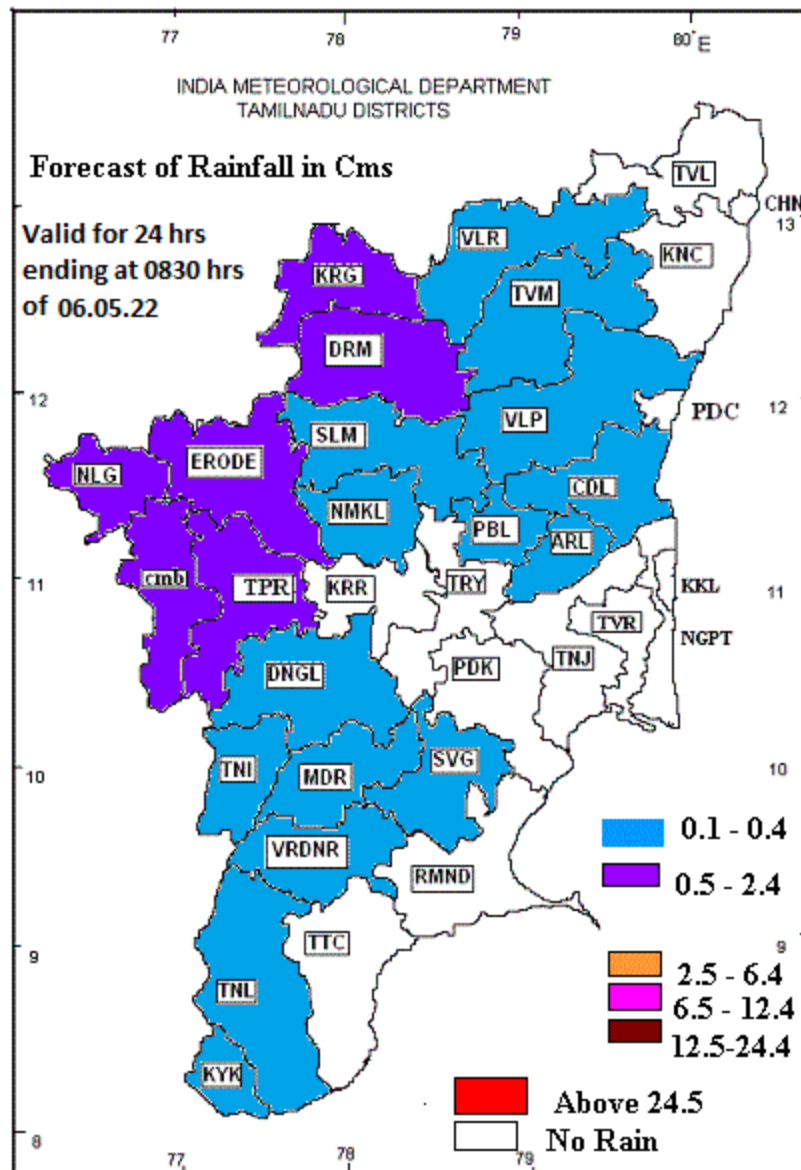 77 78 79 80° E
INDIA METEOROLOGICAL DEPARTMENT
TAMILNADU DISTRICTS
Forecast of Rainfall in Cms
TVL
CHN
13
Valid for 24 hrs
ending at 0830 hrs
of 06.05.22
VLR
KNC
KRG
TVM
DRM
12
12
PDC
VLP
SLM
ERODE
NLG
CDL
NMKL
PBL
ARL
11
cmb
TPR
KRR
TRY
KKL
11
TVR
NGPT
DNGL
PDK
TNJ
10
TNI
MDR
SVG
10
0.1 - 0.4
VRDNR
RMND
0.5 - 2.4
9
TTC
9
2.5 - 6.4
TNL
6.5 - 12.4
12.5-24.4
KYK
Above 24.5
8
No Rain
77 78 79